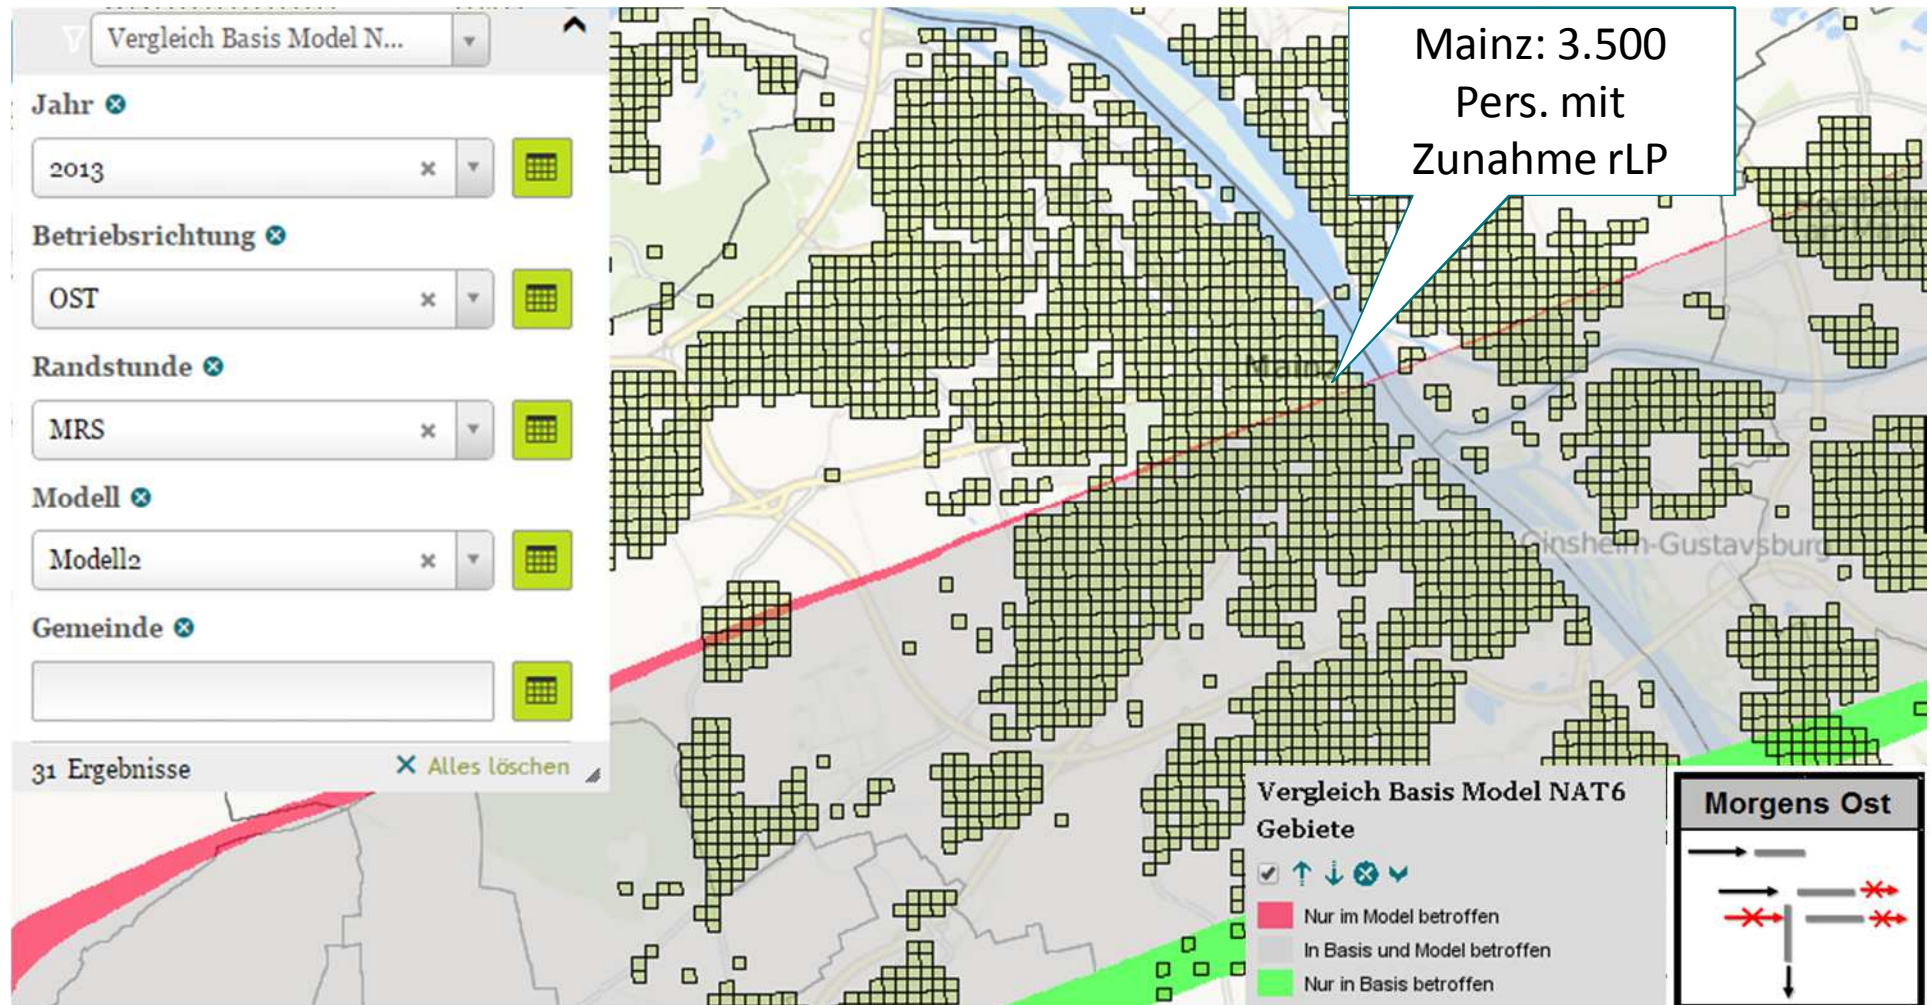 Vergleich Basis Model N...
Jahr
2013
Betriebsrichtung
OST
Randstunde
MRS
Modell
Modell2
Gemeinde
31 Ergebnisse
Alles löschen
Mainz: 3.500
Pers. mit
Zunahme rLP
Mainz
Ginsheim-Gustavsburg
Vergleich Basis Model NAT6
Gebiete
Nur im Model betroffen
In Basis und Model betroffen
Nur in Basis betroffen
Morgens Ost